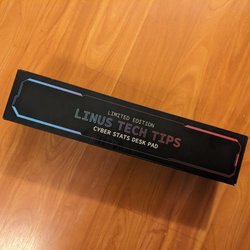 LIMITED EDITION
LINUS TECH TIPS
CYBER STATS DESK PAD